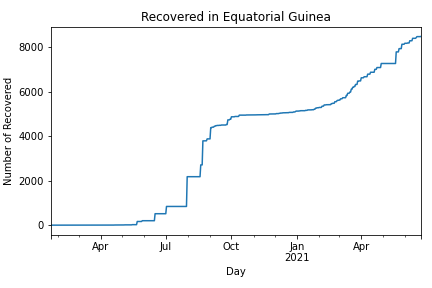 Recovered in Equatorial Guinea
Number of Recovered
8000
6000
4000
2000
0
Apr
Jul
Oct
Jan
2021
Apr
Day